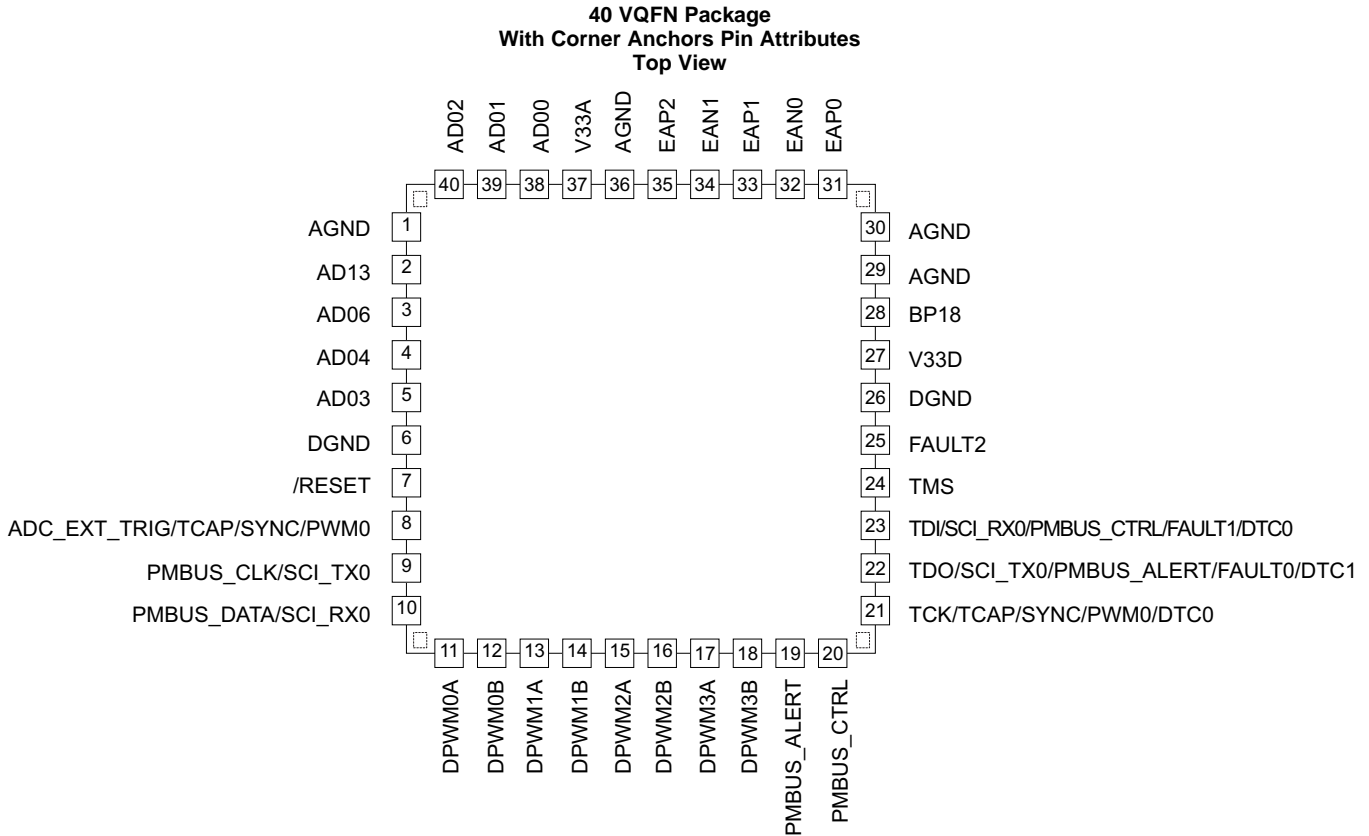 40 VQFN Package
With Corner Anchors Pin Attributes
Top View
AD02
AD01
AD00
V33A
AGND
EAP2
EAN1
EAP1
EAN0
EAP0
40 39 38 37 36 35 34 33 32 31
AGND 1 30 AGND
AD13 2 29 AGND
AD06 3 28 BP18
AD04 4 27 V33D
AD03 5 26 DGND
DGND 6 25 FAULT2
/RESET 7 24 TMS
ADC_EXT_TRIG/TCAP/SYNC/PWM0 8 23 TDI/SCI_RX0/PMBUS_CTRL/FAULT1/DTC0
PMBUS_CLK/SCI_TX0 9 22 TDO/SCI_TX0/PMBUS_ALERT/FAULT0/DTC1
PMBUS_DATA/SCI_RX0 10 21 TCK/TCAP/SYNC/PWM0/DTC0
11 12 13 14 15 16 17 18 19 20
DPWM0A
DPWM0B
DPWM1A
DPWM1B
DPWM2A
DPWM2B
DPWM3A
DPWM3B
PMBUS_ALERT
PMBUS_CTRL